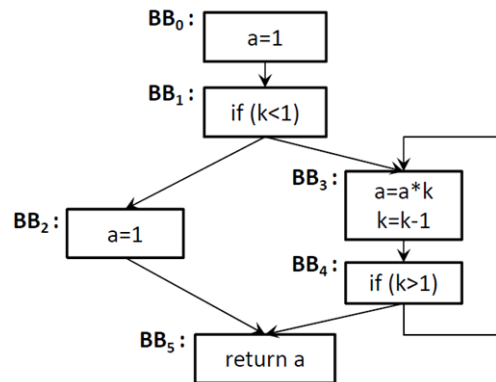 BB0:
a=1
BB1:
if (k<1)
BB2:
a=1
BB3:
a=a*k
k=k-1
BB4:
if (k>1)
BB5:
return a